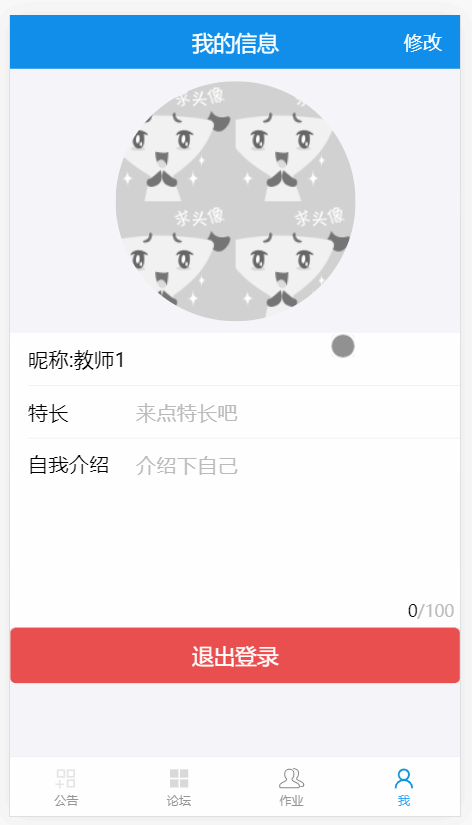 我的信息 修改
求头像
求头像 求头像
昵称:教师1
特长 来点特长吧
自我介绍 介绍下自己
0/100
退出登录
公告 论坛 作业 我